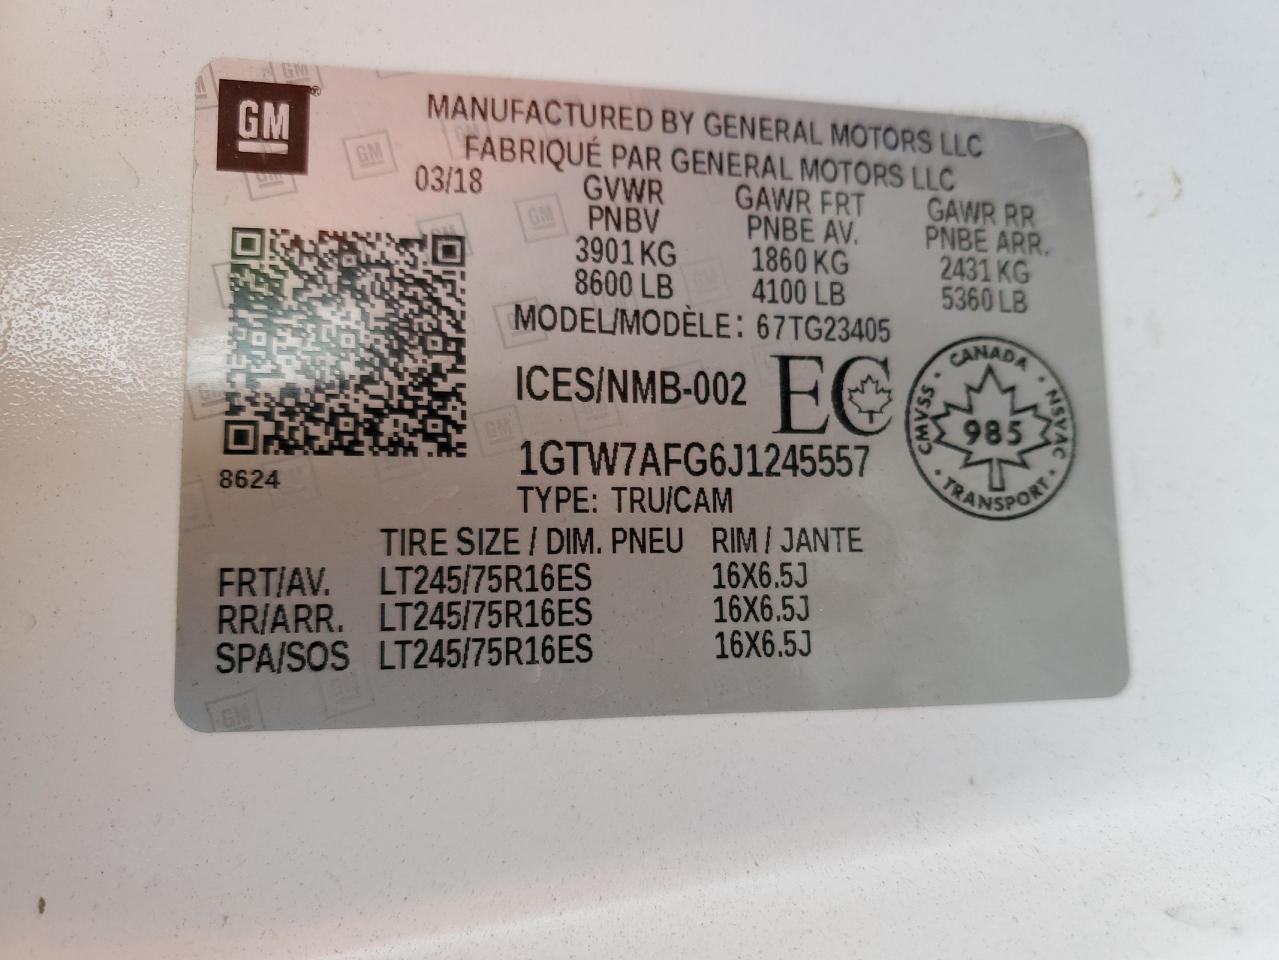 GM
MANUFACTURED BY GENERAL MOTORS LLC
FABRIQUÉ PAR GENERAL MOTORS LLC
03/18 GVWR GAWR FRT GAWR RR
PNBV PNBE AV. PNBE ARR.
3901 KG 1860 KG 2431 KG
8600 LB 4100 LB 5360 LB
MODEL/MODÈLE: 67TG23405
ICES/NMB-002 EC
CANADA
CMVSS 985 NSVAC
TRANSPORT
1GTW7AFG6J1245557
8624
TYPE: TRU/CAM
TIRE SIZE / DIM. PNEU RIM / JANTE
FRT/AV. LT245/75R16ES 16X6.5J
RR/ARR. LT245/75R16ES 16X6.5J
SPA/SOS LT245/75R16ES 16X6.5J